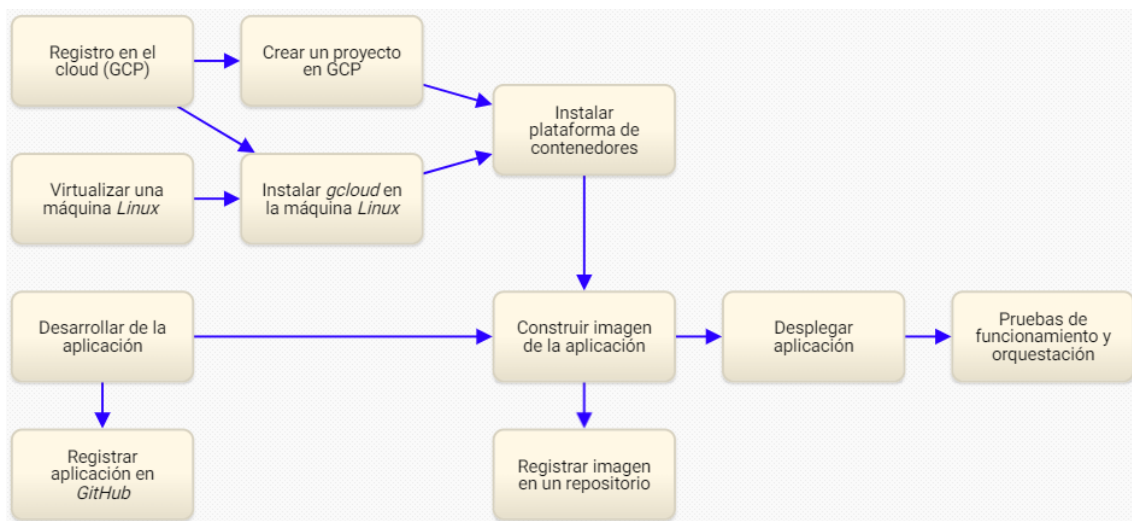 Registro en el
cloud (GCP)
Crear un proyecto
en GCP
Instalar
plataforma de
contenedores
Virtualizar una
máquina Linux
Instalar gcloud en
la máquina Linux
Desarrollar de la
aplicación
Construir imagen
de la aplicación
Desplegar
aplicación
Pruebas de
funcionamiento y
orquestación
Registrar
aplicación en
GitHub
Registrar imagen
en un repositorio